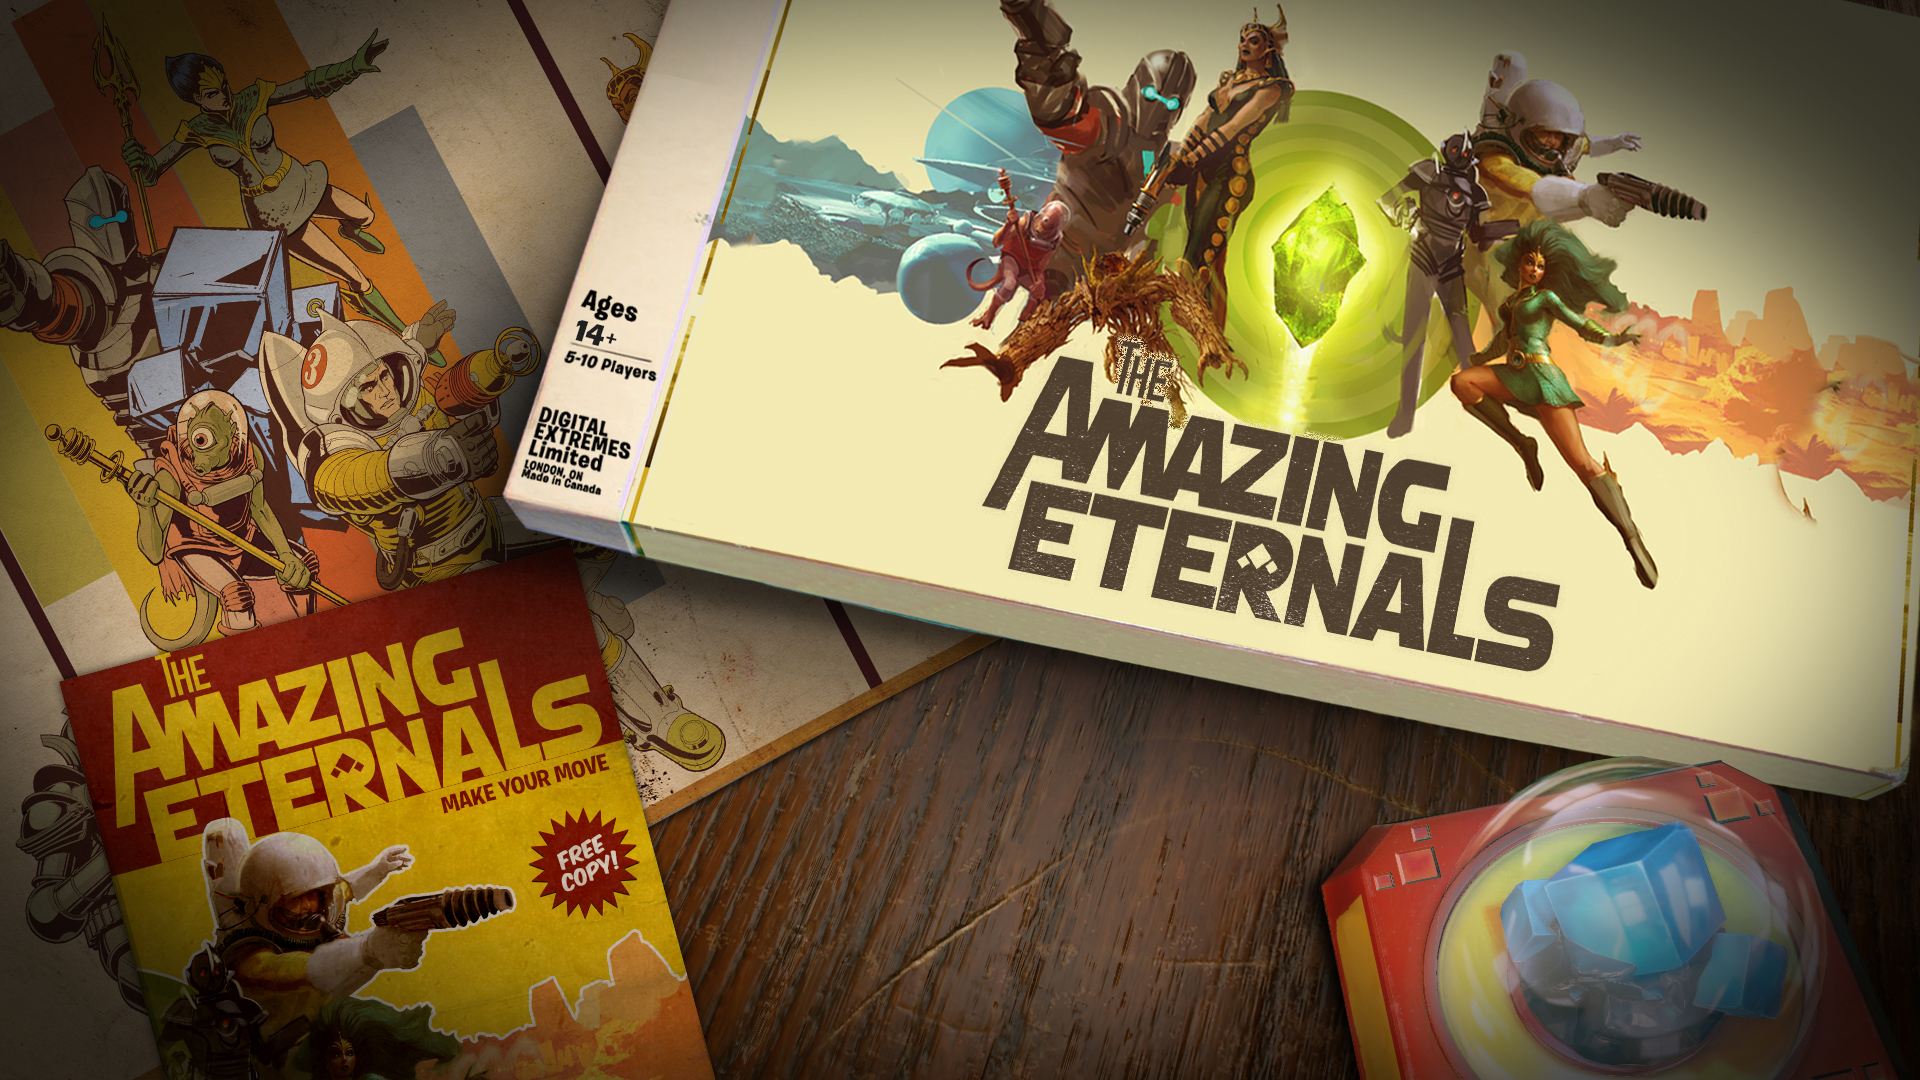 Ages
14+
5-10 Players
DIGITAL
EXTREMES
Limited
LONDON, ON
Made in Canada
THE
AMAZING
ETERNALS
3
THE
AMAZING
ETERNALS
MAKE YOUR MOVE
FREE
COPY!